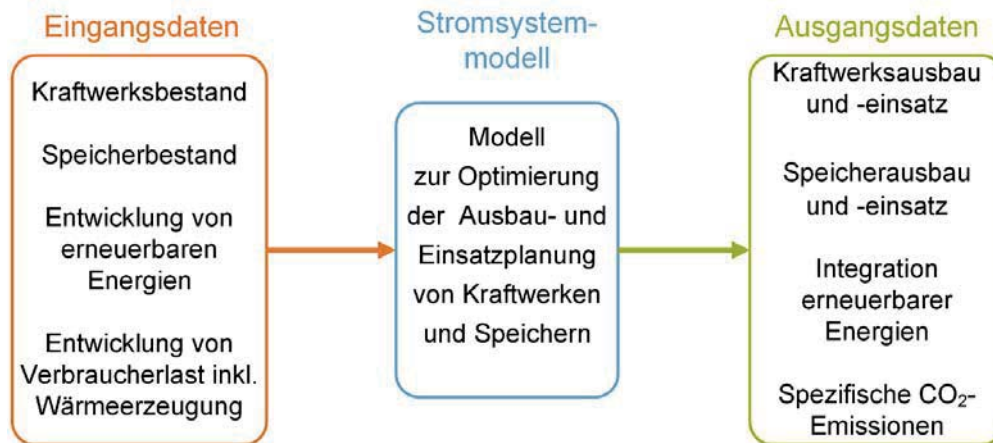 Eingangsdaten
Kraftwerksbestand
Speicherbestand
Entwicklung von
erneuerbaren
Energien
Entwicklung von
Verbraucherlast inkl.
Wärmeerzeugung
Stromsystem-
modell
Modell
zur Optimierung
der Ausbau- und
Einsatzplanung
von Kraftwerken
und Speichern
Ausgangsdaten
Kraftwerksausbau
und -einsatz
Speicherausbau
und -einsatz
Integration
erneuerbarer
Energien
Spezifische CO₂-
Emissionen